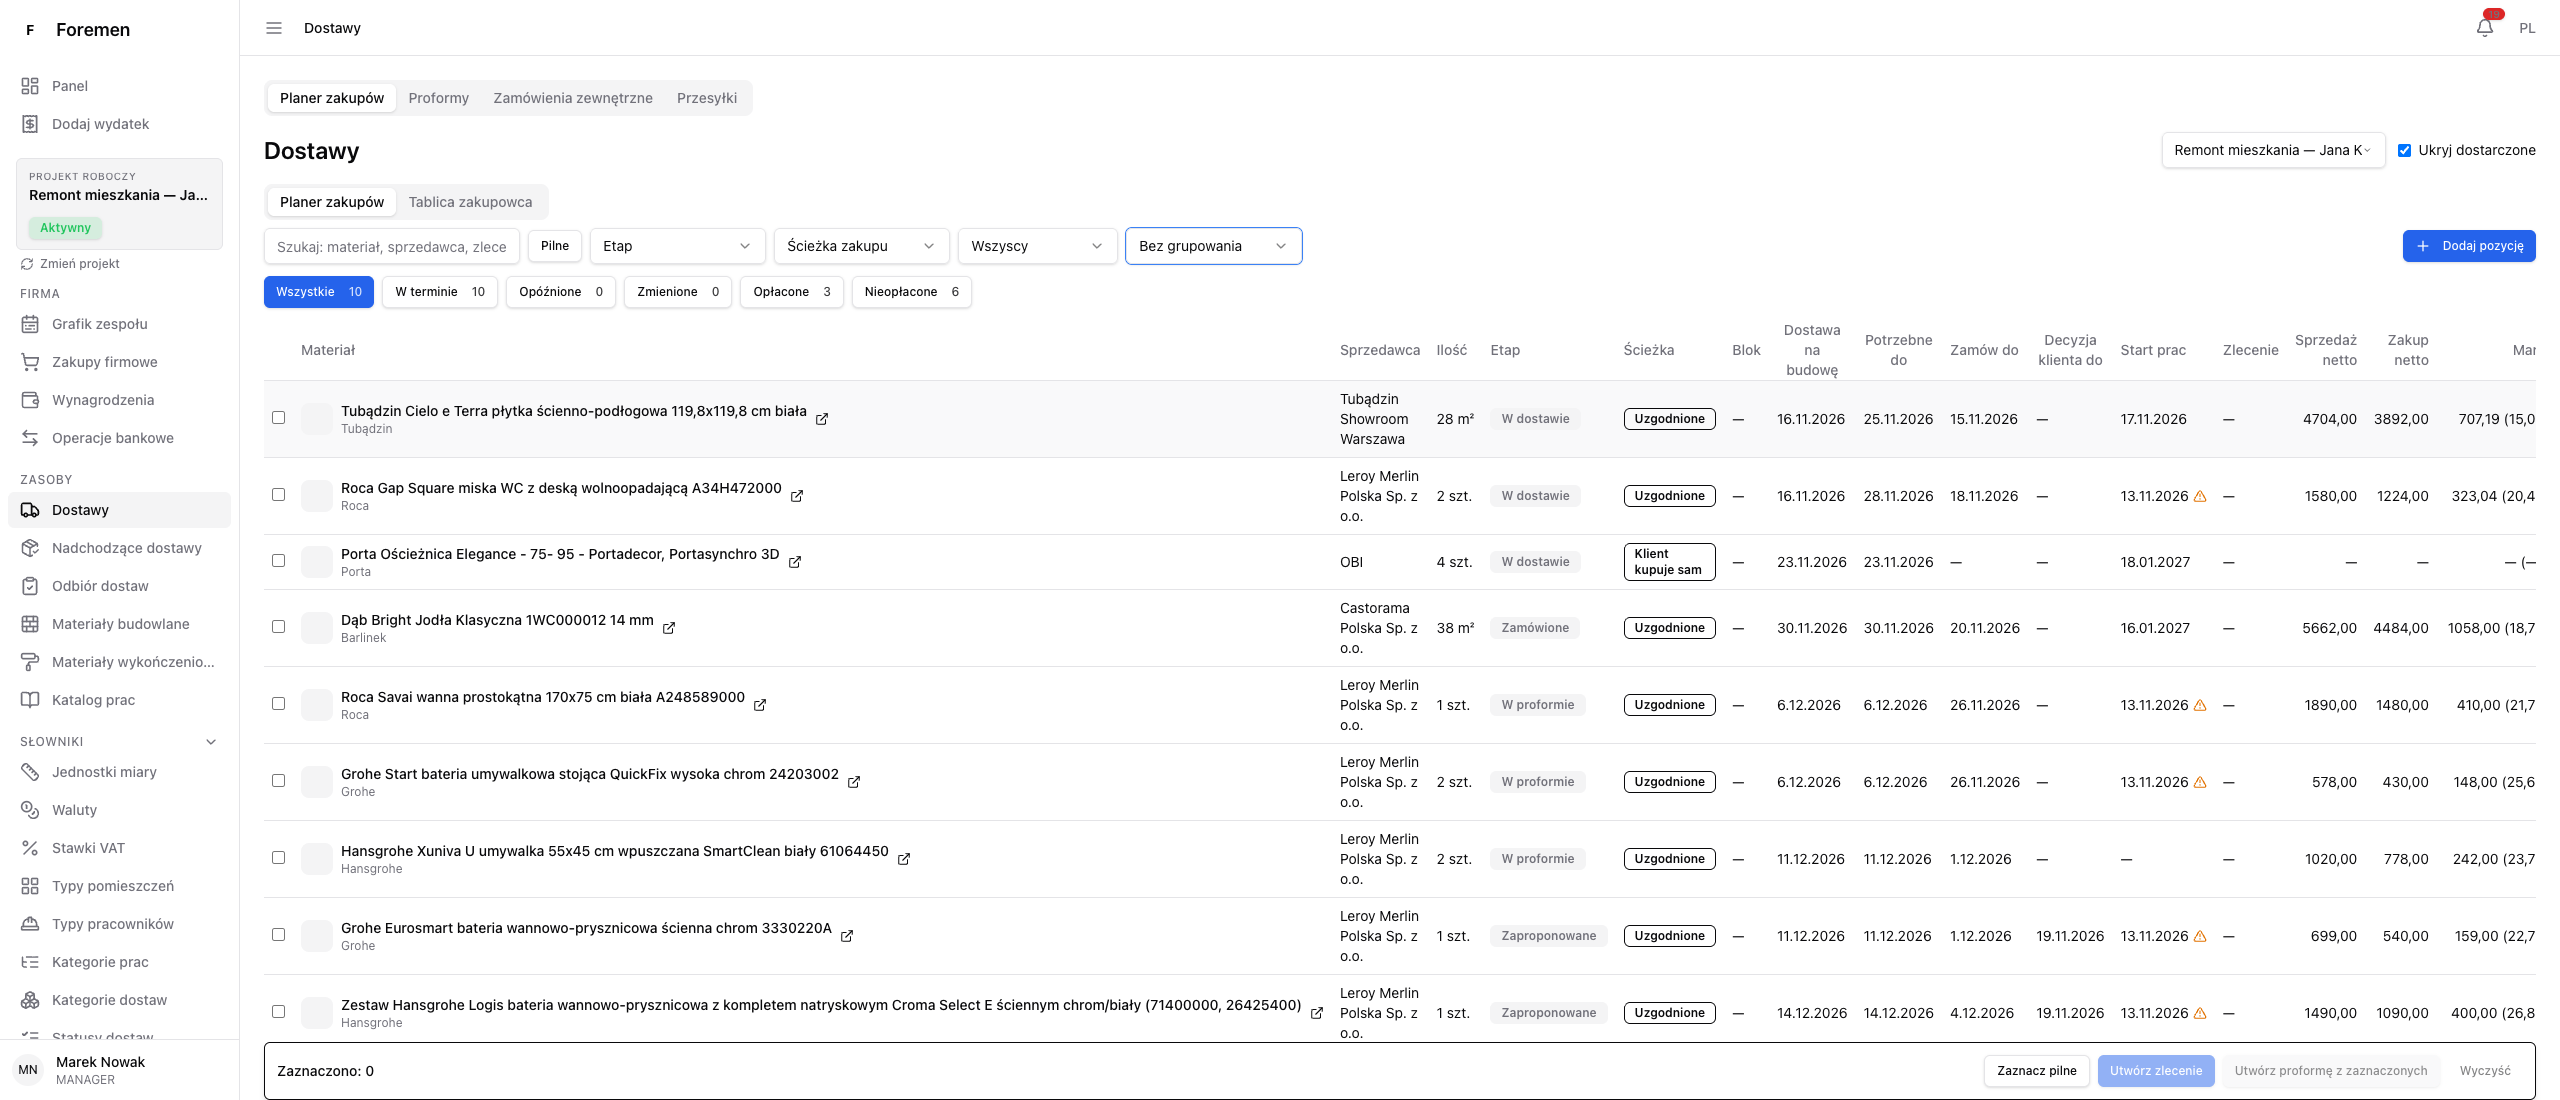 F Foremen
Panel
Dodaj wydatek
PROJEKT ROBOCZY
Remont mieszkania — Ja...
Aktywny
Zmień projekt
FIRMA
Grafik zespołu
Zakupy firmowe
Wynagrodzenia
Operacje bankowe
ZASOBY
Dostawy
Nadchodzące dostawy
Odbiór dostaw
Materiały budowlane
Materiały wykończenio...
Katalog prac
SŁOWNIKI
Jednostki miary
Waluty
Stawki VAT
Typy pomieszczeń
Typy pracowników
Kategorie prac
Kategorie dostaw
Statusy dostaw
MN Marek Nowak
MANAGER
Dostawy
PL
Planer zakupów Proformy Zamówienia zewnętrzne Przesyłki
Dostawy
Remont mieszkania — Jana K
Ukryj dostarczone
Planer zakupów Tablica zakupowca
Szukaj: materiał, sprzedawca, zlece Pilne Etap Ścieżka zakupu Wszyscy Bez grupowania
Dodaj pozycję
Wszystkie 10 W terminie 10 Opóźnione 0 Zmienione 0 Opłacone 3 Nieopłacone 6
Materiał Sprzedawca Ilość Etap Ścieżka Blok Dostawa na budowę Potrzebne do Zamów do Decyzja klienta do Start prac Zlecenie Sprzedaż netto Zakup netto Mar
Tubądzin Cielo e Terra płytka ścienno-podłogowa 119,8x119,8 cm biała
Tubądzin
Tubądzin Showroom Warszawa 28 m² W dostawie Uzgodnione — 16.11.2026 25.11.2026 15.11.2026 — 17.11.2026 — 4704,00 3892,00 707,19 (15,0
Roca Gap Square miska WC z deską wolnoopadającą A34H472000
Roca
Leroy Merlin Polska Sp. z o.o. 2 szt. W dostawie Uzgodnione — 16.11.2026 28.11.2026 18.11.2026 — 13.11.2026 — 1580,00 1224,00 323,04 (20,4
Porta Ościeżnica Elegance - 75- 95 - Portadecor, Portasynchro 3D
Porta
OBI 4 szt. W dostawie Klient kupuje sam — 23.11.2026 23.11.2026 — — 18.01.2027 — — — — (—
Dąb Bright Jodła Klasyczna 1WC000012 14 mm
Barlinek
Castorama Polska Sp. z o.o. 38 m² Zamówione Uzgodnione — 30.11.2026 30.11.2026 20.11.2026 — 16.01.2027 — 5662,00 4484,00 1058,00 (18,7
Roca Savai wanna prostokątna 170x75 cm biała A248589000
Roca
Leroy Merlin Polska Sp. z o.o. 1 szt. W proformie Uzgodnione — 6.12.2026 6.12.2026 26.11.2026 — 13.11.2026 — 1890,00 1480,00 410,00 (21,7
Grohe Start bateria umywalkowa stojąca QuickFix wysoka chrom 24203002
Grohe
Leroy Merlin Polska Sp. z o.o. 2 szt. W proformie Uzgodnione — 6.12.2026 6.12.2026 26.11.2026 — 13.11.2026 — 578,00 430,00 148,00 (25,6
Hansgrohe Xuniva U umywalka 55x45 cm wpuszczana SmartClean biały 61064450
Hansgrohe
Leroy Merlin Polska Sp. z o.o. 2 szt. W proformie Uzgodnione — 11.12.2026 11.12.2026 1.12.2026 — — — 1020,00 778,00 242,00 (23,7
Grohe Eurosmart bateria wannowo-prysznicowa ścienna chrom 3330220A
Grohe
Leroy Merlin Polska Sp. z o.o. 1 szt. Zaproponowane Uzgodnione — 11.12.2026 11.12.2026 1.12.2026 19.11.2026 13.11.2026 — 699,00 540,00 159,00 (22,7
Zestaw Hansgrohe Logis bateria wannowo-prysznicowa z kompletem natryskowym Croma Select E ściennym chrom/biały (71400000, 26425400)
Hansgrohe
Leroy Merlin Polska Sp. z o.o. 1 szt. Zaproponowane Uzgodnione — 14.12.2026 14.12.2026 4.12.2026 19.11.2026 13.11.2026 — 1490,00 1090,00 400,00 (26,8
Zaznaczono: 0 Zaznacz pilne Utwórz zlecenie Utwórz proformę z zaznaczonych Wyczyść